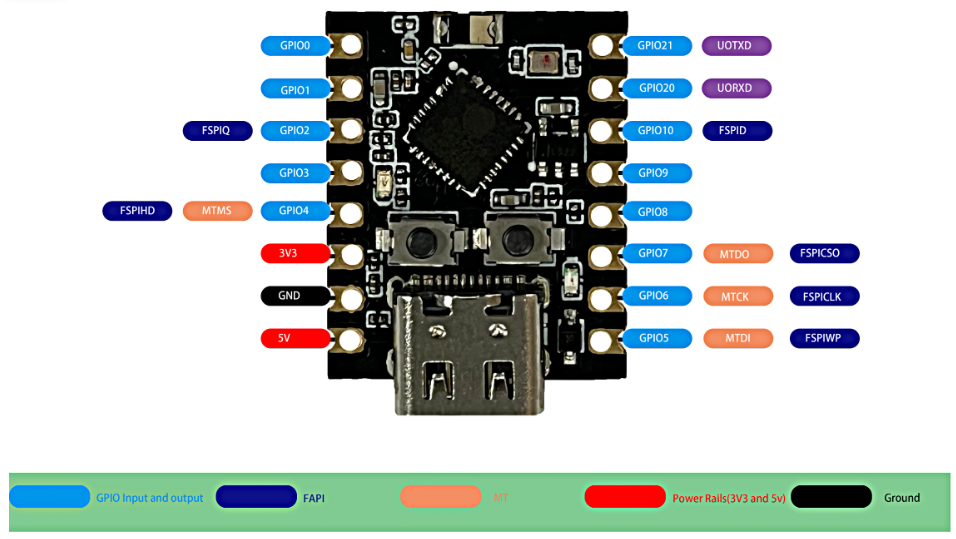 GPIO0 GPIO21 UOTXD
GPIO1 GPIO20 UORXD
FSPIQ GPIO2 GPIO10 FSPID
GPIO3 GPIO9
FSPIHD MTMS GPIO4 GPIO8
3V3 GPIO7 MTDO FSPICSO
GND GPIO6 MTCK FSPICLK
5V GPIO5 MTDI FSPIWP
GPIO Input and output FAPI MT Power Rails(3V3 and 5v) Ground